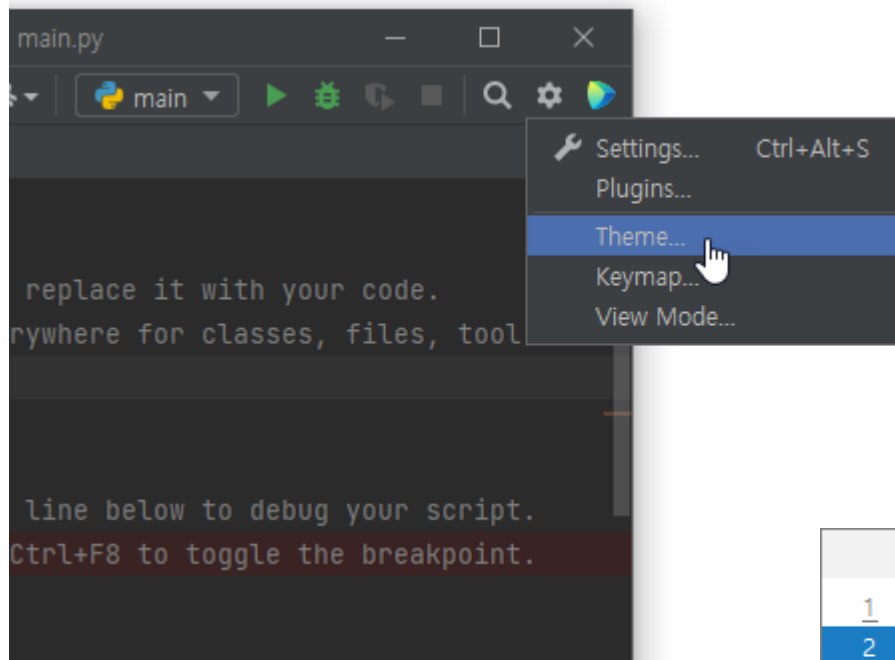 main.py
main
Settings... Ctrl+Alt+S
Plugins...
Theme...
Keymap...
View Mode...
replace it with your code.
rywhere for classes, files, tool
line below to debug your script.
Ctrl+F8 to toggle the breakpoint.
1
2